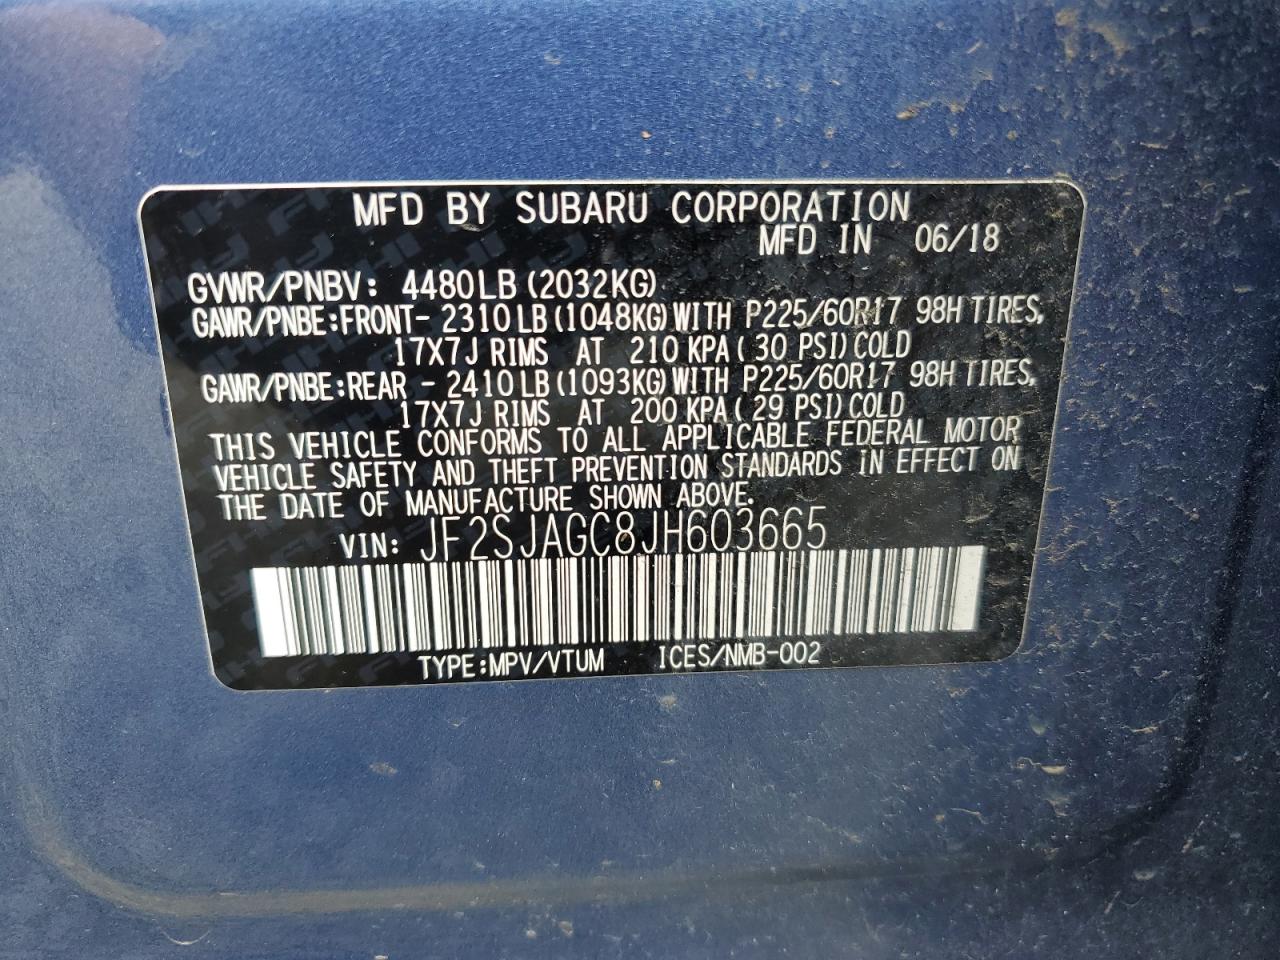 MFD BY SUBARU CORPORATION
MFD IN 06/18
GVWR/PNBV: 4480LB (2032KG)
GAWR/PNBE:FRONT- 2310 LB (1048KG) WITH P225/60R17 98H TIRES,
17X7J RIMS AT 210 KPA ( 30 PSI) COLD
GAWR/PNBE:REAR - 2410 LB (1093KG) WITH P225/60R17 98H TIRES,
17X7J RIMS AT 200 KPA ( 29 PSI) COLD
THIS VEHICLE CONFORMS TO ALL APPLICABLE FEDERAL MOTOR
VEHICLE SAFETY AND THEFT PREVENTION STANDARDS IN EFFECT ON
THE DATE OF MANUFACTURE SHOWN ABOVE.
VIN: JF2SJAGC8JH603665
TYPE:MPV/VTUM ICES/NMB-002